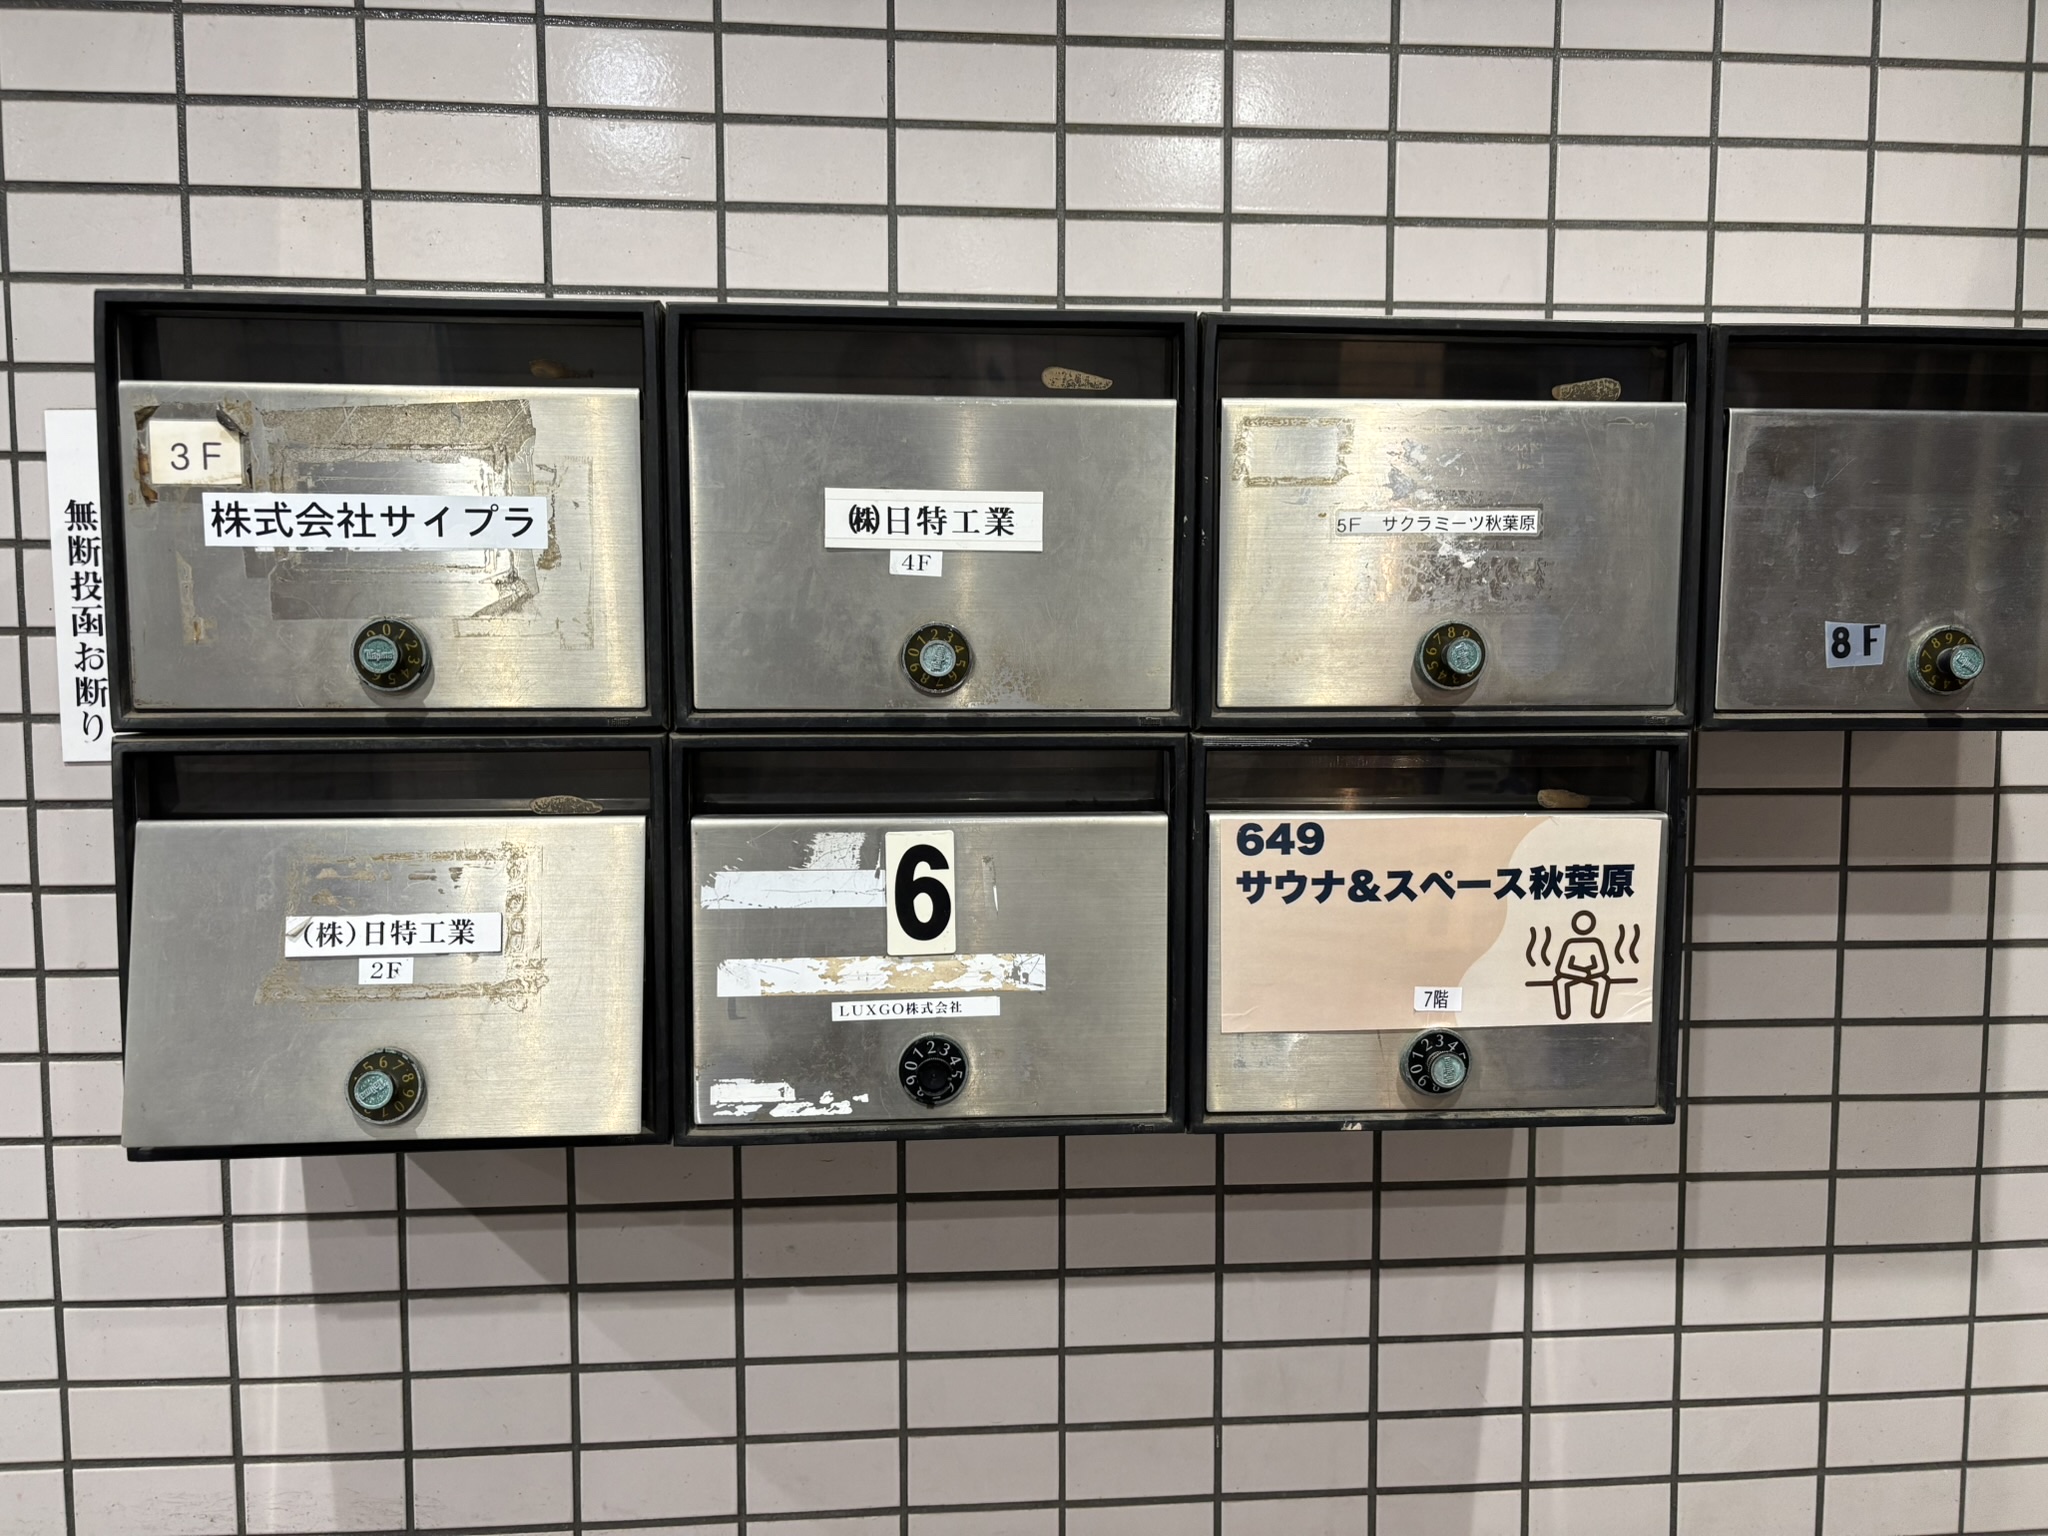 無断投函お断り
3F
株式会社サイプラ
㈱日特工業
4F
5F サクラミーツ秋葉原
8F
(株)日特工業
2F
6
LUXGO株式会社
649
サウナ&スペース秋葉原
7階